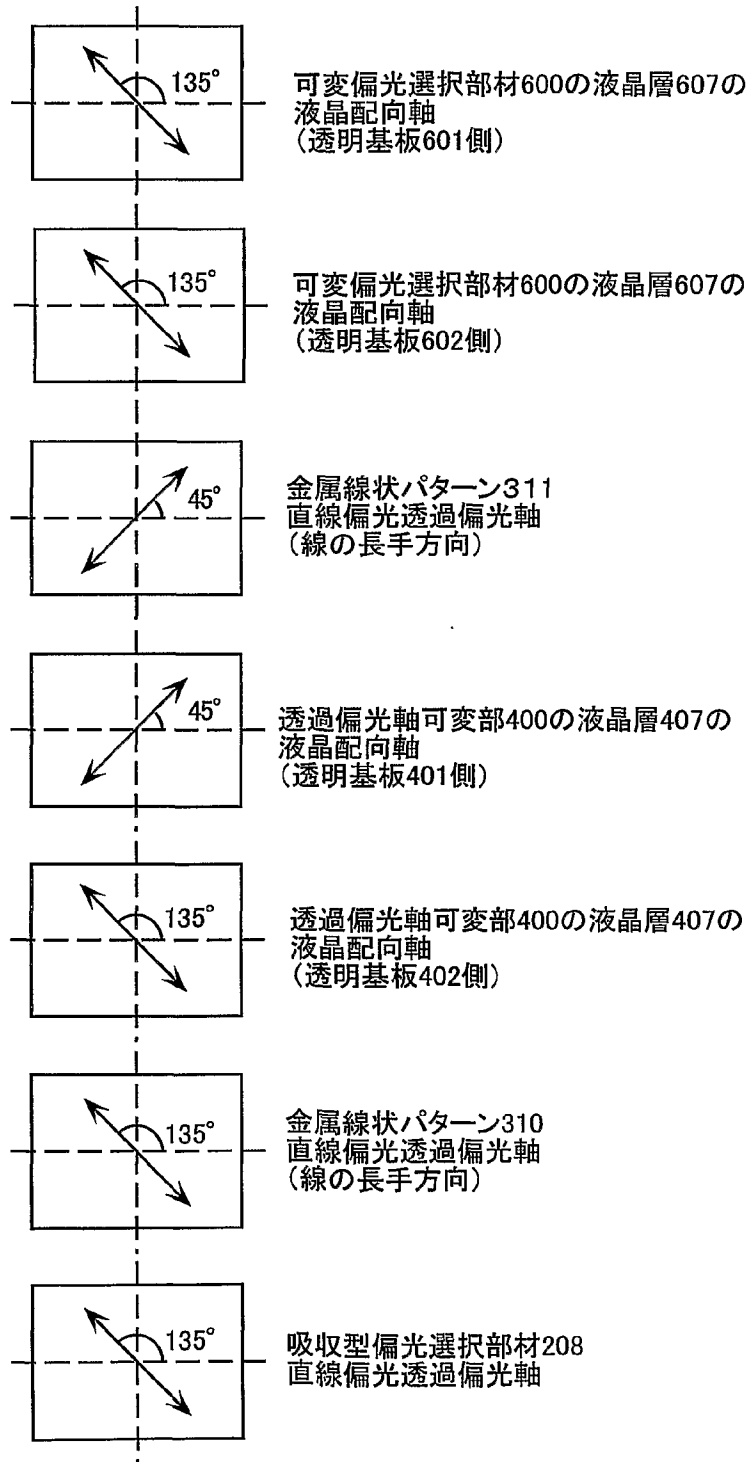 135°
可変偏光選択部材600の液晶層607の
液晶配向軸
(透明基板601側)
135°
可変偏光選択部材600の液晶層607の
液晶配向軸
(透明基板602側)
45°
金属線状パターン311
直線偏光透過偏光軸
(線の長手方向)
45°
透過偏光軸可変部400の液晶層407の
液晶配向軸
(透明基板401側)
135°
透過偏光軸可変部400の液晶層407の
液晶配向軸
(透明基板402側)
135°
金属線状パターン310
直線偏光透過偏光軸
(線の長手方向)
135°
吸収型偏光選択部材208
直線偏光透過偏光軸